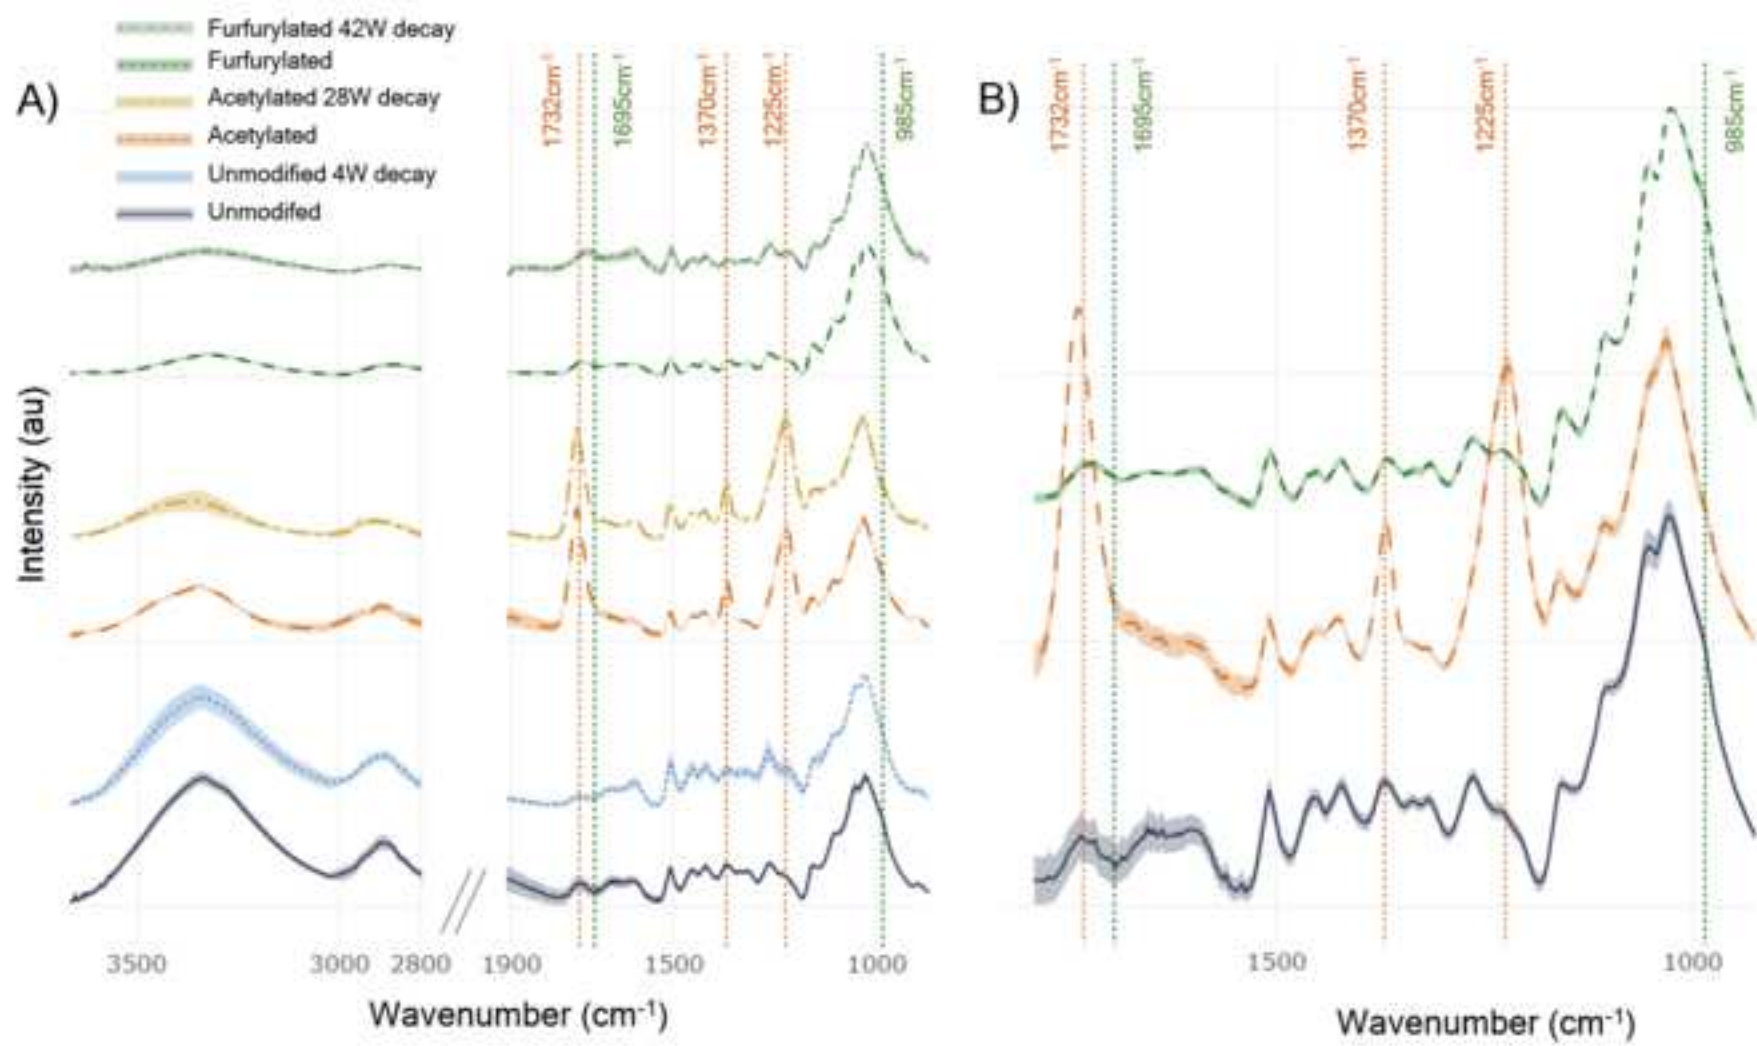 Furfurylated 42W decay
Furfurylated
A)
Acetylated 28W decay
Acetylated
Unmodified 4W decay
Unmodifed
1732cm-1
1695cm-1
1370cm-1
1225cm-1
985cm-1
B)
1732cm-1
1695cm-1
1370cm-1
1225cm-1
985cm-1
Intensity (au)
3500 3000 2800 1900 1500 1000
1500 1000
Wavenumber (cm-1)
Wavenumber (cm-1)